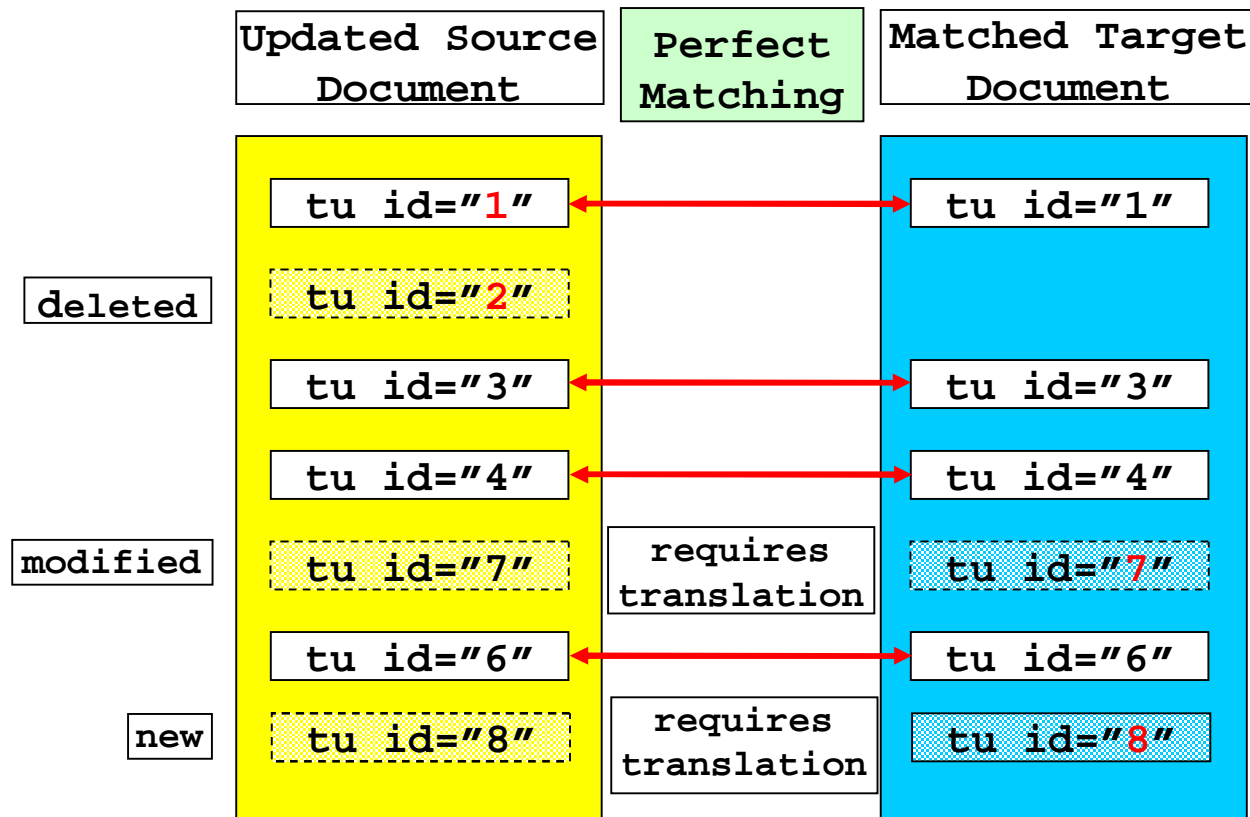 Updated Source
Document
Perfect
Matching
Matched Target
Document
tu id="1"
tu id="1"
deleted
tu id="2"
tu id="3"
tu id="3"
tu id="4"
tu id="4"
modified
tu id="7"
requires
translation
tu id="7"
tu id="6"
tu id="6"
new
tu id="8"
requires
translation
tu id="8"